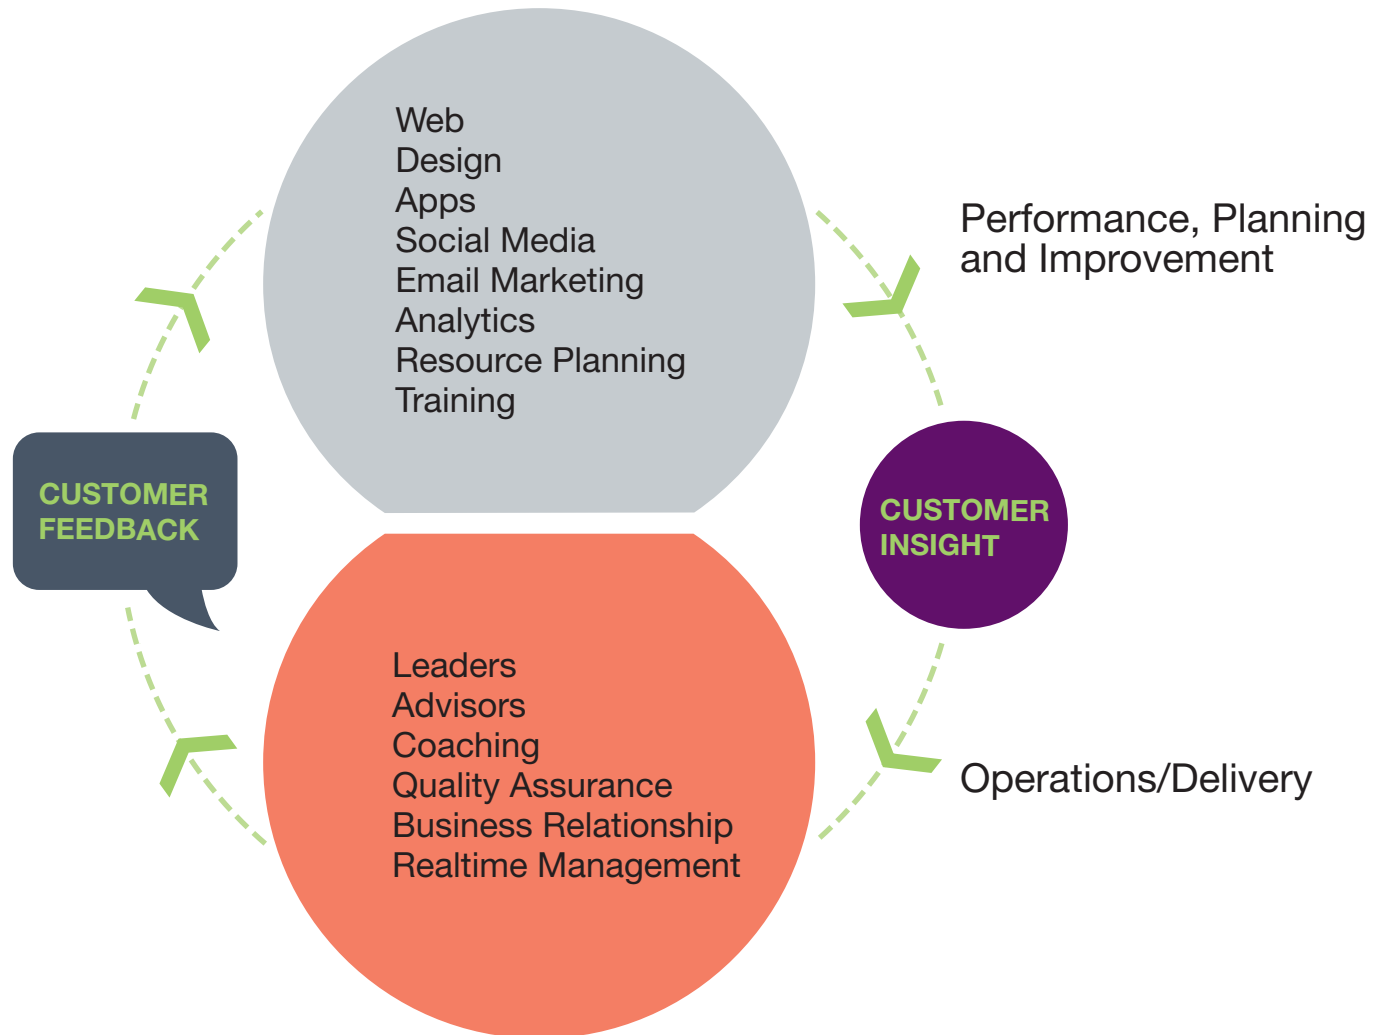 Web
Design
Apps
Social Media
Email Marketing
Analytics
Resource Planning
Training
Performance, Planning
and Improvement
CUSTOMER
FEEDBACK
CUSTOMER
INSIGHT
Leaders
Advisors
Coaching
Quality Assurance
Business Relationship
Realtime Management
Operations/Delivery